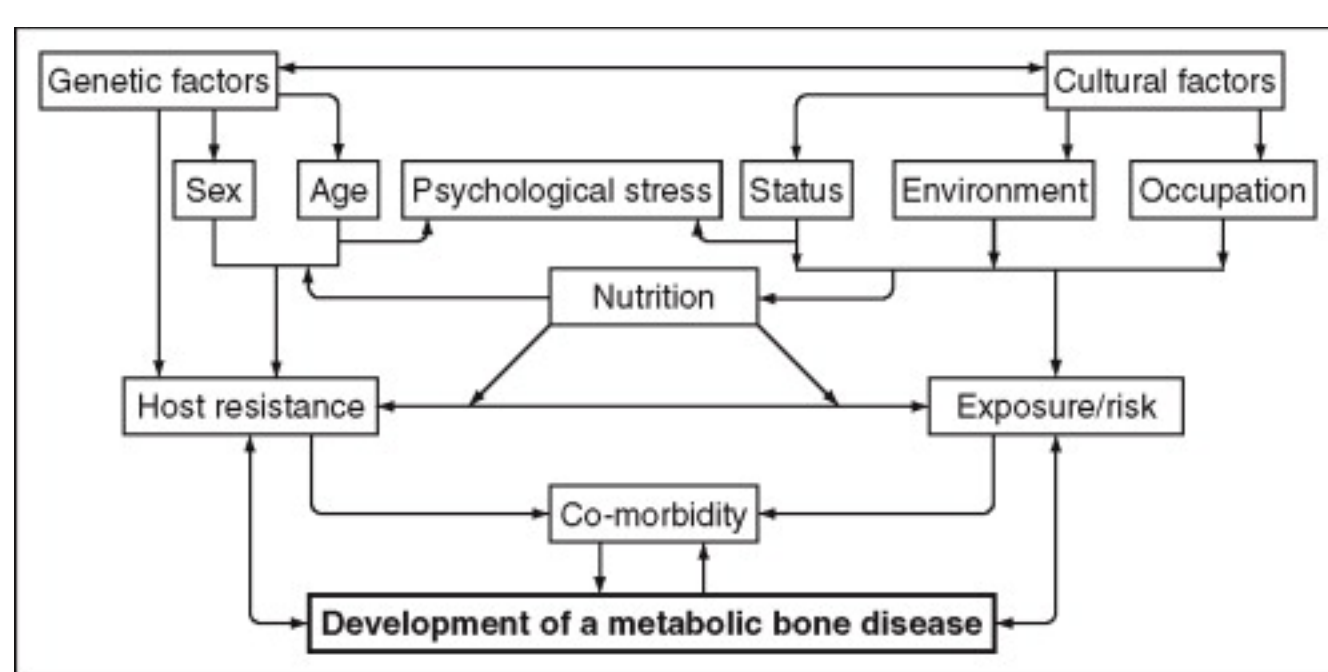 Genetic factors
Cultural factors
Sex
Age
Psychological stress
Status
Environment
Occupation
Nutrition
Host resistance
Exposure/risk
Co-morbidity
Development of a metabolic bone disease